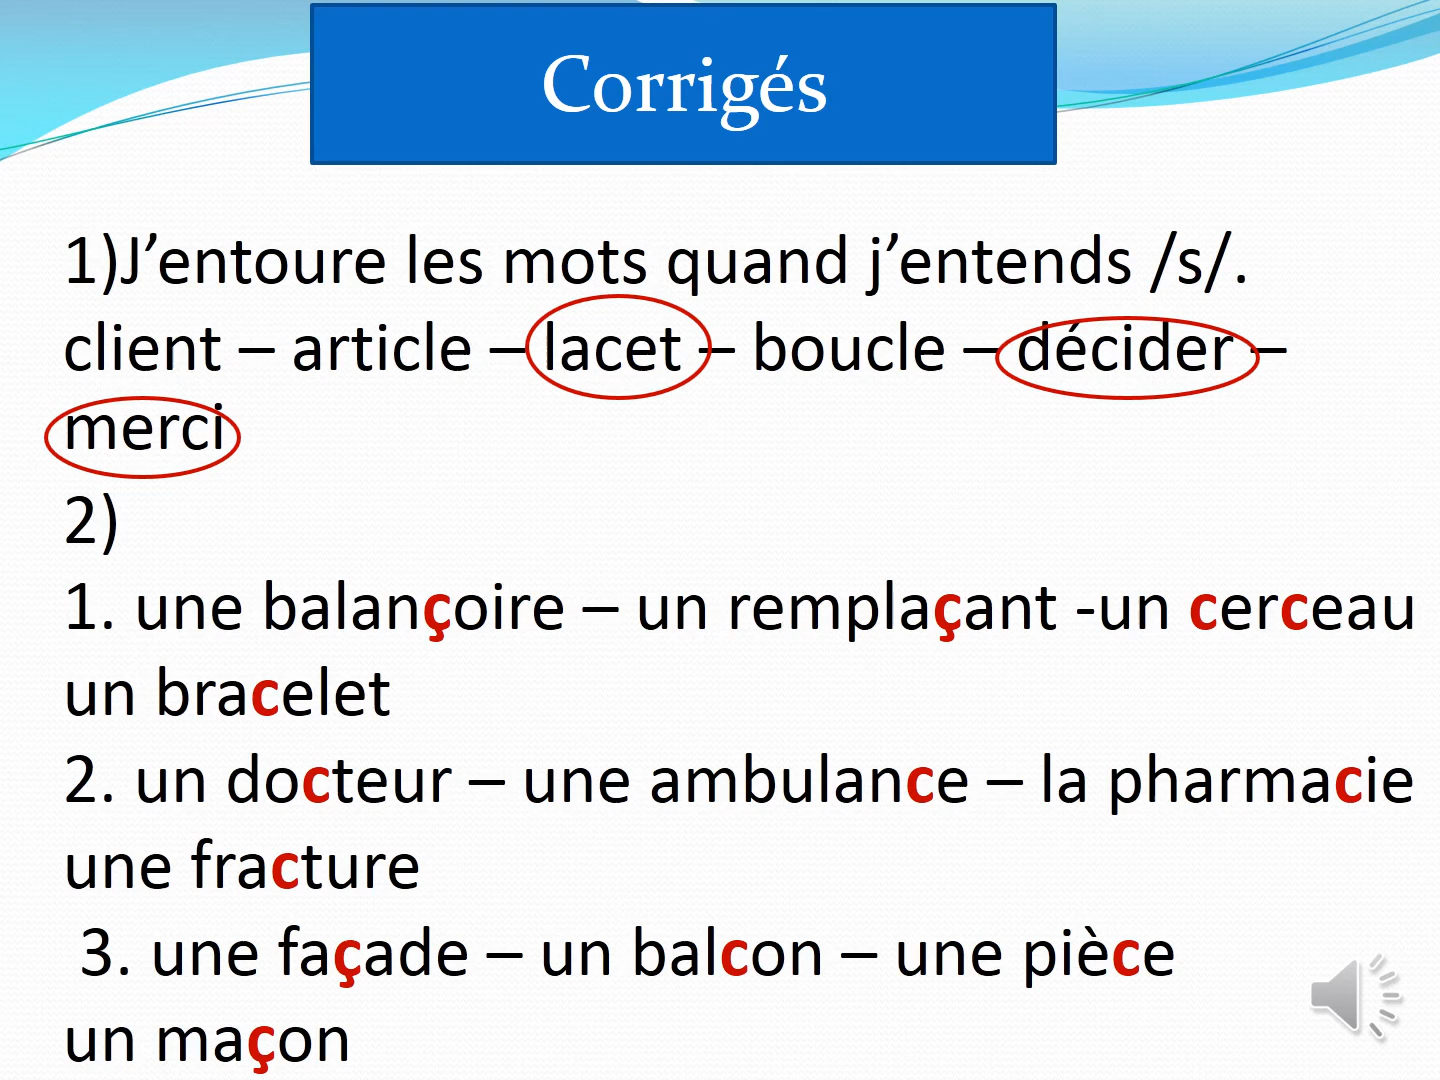 Corrigés
1)J’entoure les mots quand j’entends /s/.
client – article – lacet – boucle – décider –
merci
2)
1. une balançoire – un remplaçant -un cerceau
un bracelet
2. un docteur – une ambulance – la pharmacie
une fracture
3. une façade – un balcon – une pièce
un maçon